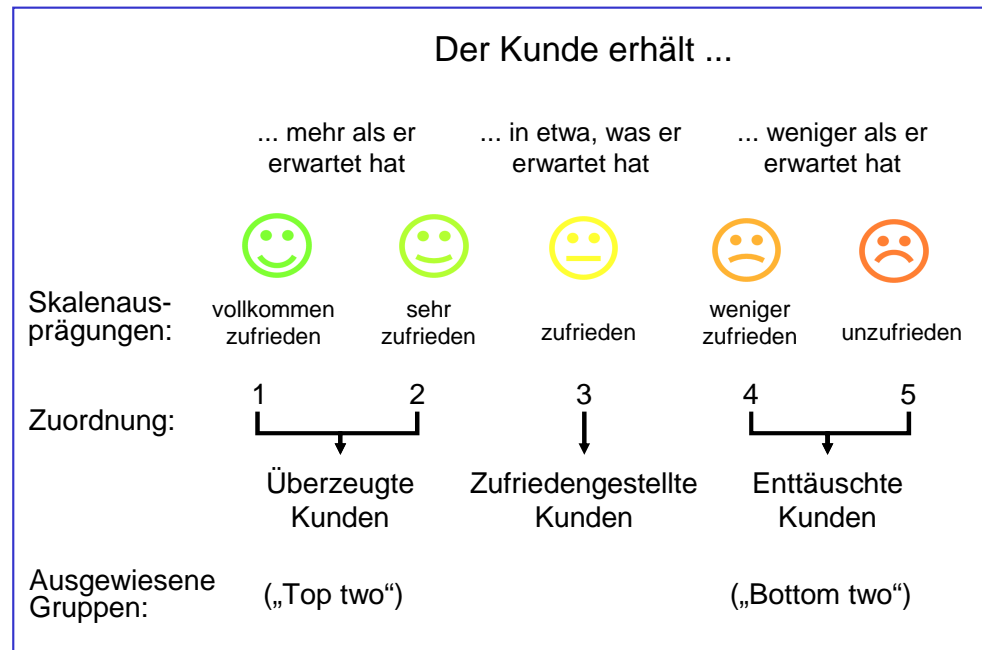 Der Kunde erhält ...
... mehr als er
erwartet hat
... in etwa, was er
erwartet hat
... weniger als er
erwartet hat
Skalenaus-
prägungen:
vollkommen
zufrieden
sehr
zufrieden
zufrieden
weniger
zufrieden
unzufrieden
Zuordnung:
1
2
3
4
5
Überzeugte
Kunden
Zufriedengestellte
Kunden
Enttäuschte
Kunden
Ausgewiesene
Gruppen:
(„Top two“)
(„Bottom two“)